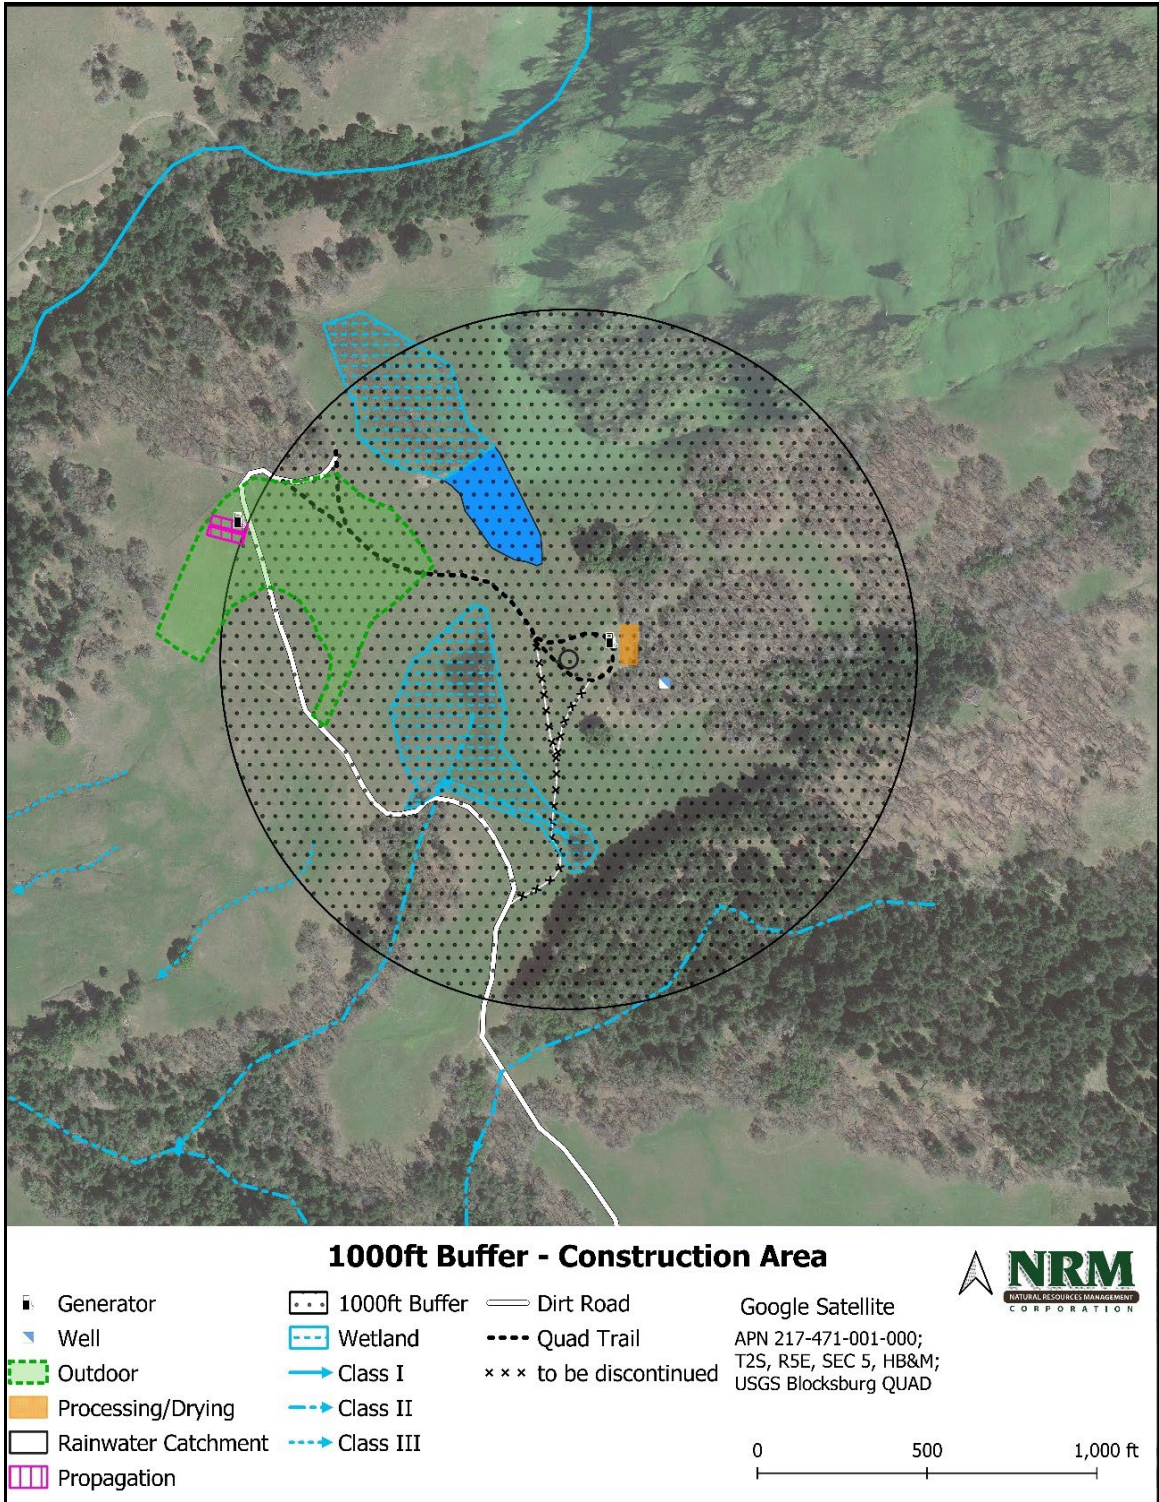 1000ft Buffer - Construction Area
Generator
Well
Outdoor
Processing/Drying
Rainwater Catchment
Propagation
1000ft Buffer
Wetland
Class I
Class II
Class III
Dirt Road
Quad Trail
to be discontinued
Google Satellite
APN 217-471-001-000;
T2S, R5E, SEC 5, HB&M;
USGS Blocksburg QUAD
NRM
NATURAL RESOURCES MANAGEMENT
CORPORATION
0 500 1,000 ft